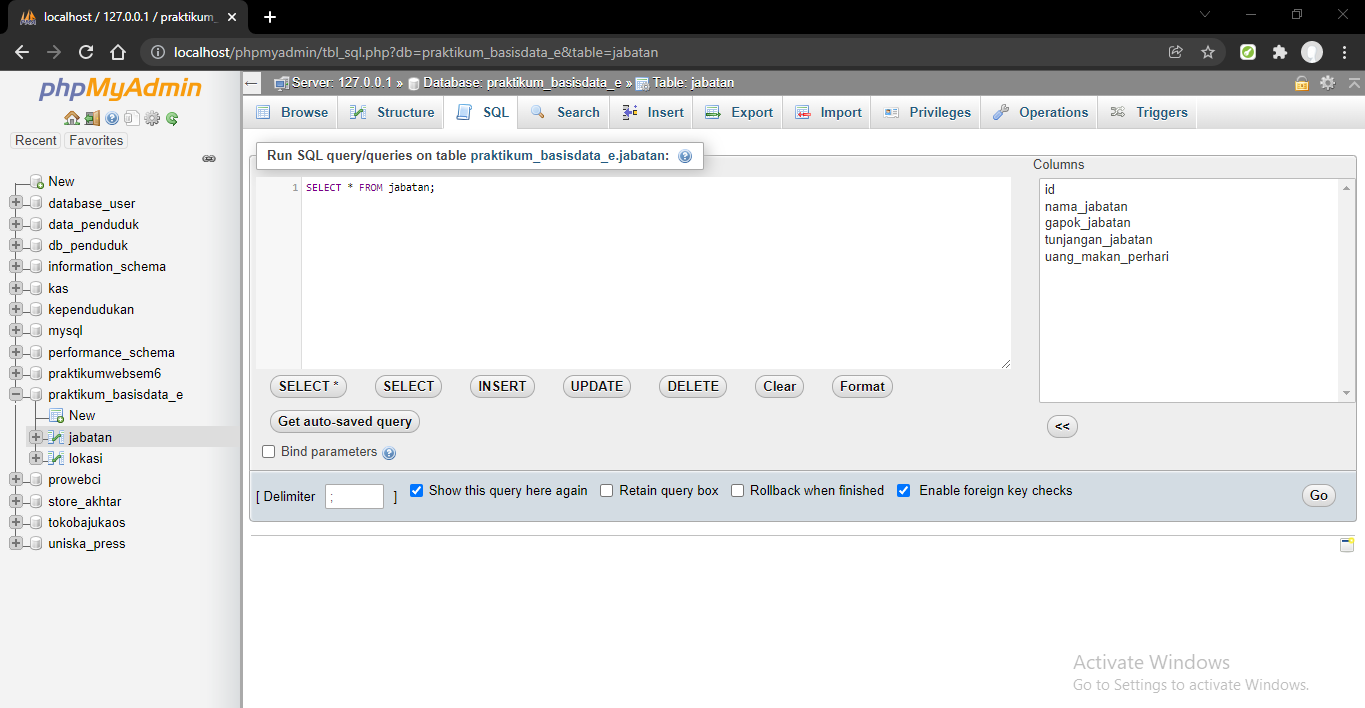 localhost / 127.0.0.1 / praktikum_
localhost/phpmyadmin/tbl_sql.php?db=praktikum_basisdata_e&table=jabatan
phpMyAdmin
Recent Favorites
New
database_user
data_penduduk
db_penduduk
information_schema
kas
kependudukan
mysql
performance_schema
praktikumwebsem6
praktikum_basisdata_e
New
jabatan
lokasi
prowebci
store_akhtar
tokobajukaos
uniska_press
Server: 127.0.0.1 » Database: praktikum_basisdata_e » Table: jabatan
Browse Structure SQL Search Insert Export Import Privileges Operations Triggers
Run SQL query/queries on table praktikum_basisdata_e.jabatan:
1 SELECT * FROM jabatan;
Columns
id
nama_jabatan
gapok_jabatan
tunjangan_jabatan
uang_makan_perhari
SELECT * SELECT INSERT UPDATE DELETE Clear Format
Get auto-saved query
<<
Bind parameters
[ Delimiter ; ] Show this query here again Retain query box Rollback when finished Enable foreign key checks Go
Activate Windows
Go to Settings to activate Windows.